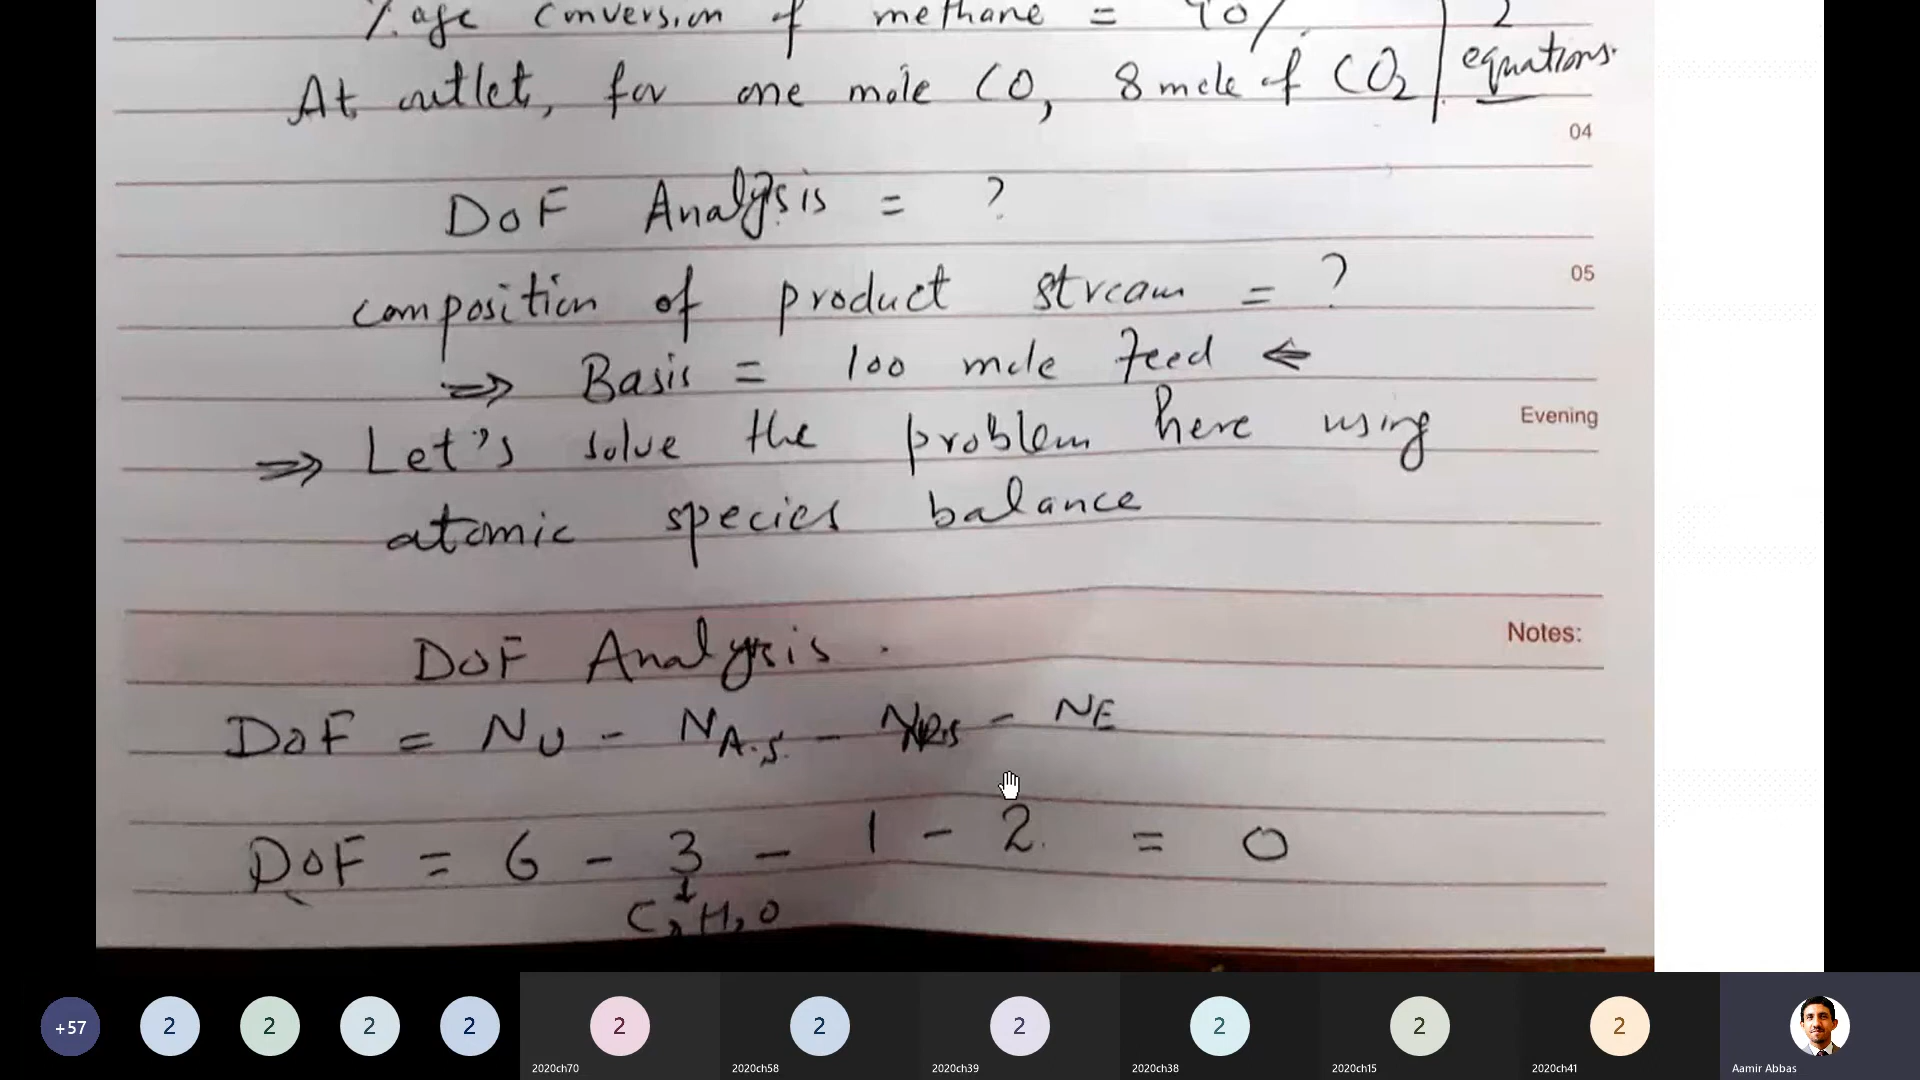 %age conversion of methane = 90% 2
At outlet, for one mole CO, 8 mole of CO2 equations.
04
DoF Analysis = ?
05
composition of product stream = ?
⇒ Basis = 100 mole feed ⇐
Evening
⇒ Let's solve the problem here using
atomic species balance
Notes:
DoF Analysis.
DoF = NU - NA.S. - NR.S - NE
DoF = 6 - 3 - 1 - 2. = 0
↓
C, H, O
+57 2 2 2 2 2 2 2 2 2 2
2020ch70 2020ch58 2020ch39 2020ch38 2020ch15 2020ch41 Aamir Abbas